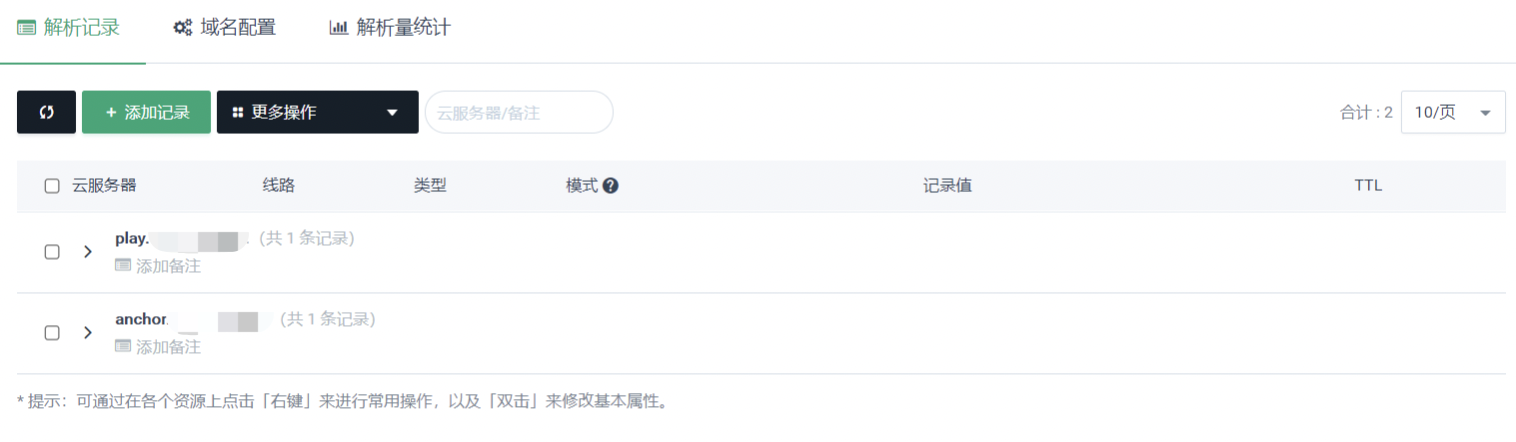 解析记录 域名配置 解析量统计
+ 添加记录 更多操作 云服务器/备注 合计 : 2 10/页
云服务器 线路 类型 模式 ? 记录值 TTL
play. (共 1 条记录)
添加备注
anchor. (共 1 条记录)
添加备注
* 提示：可通过在各个资源上点击「右键」来进行常用操作，以及「双击」来修改基本属性。